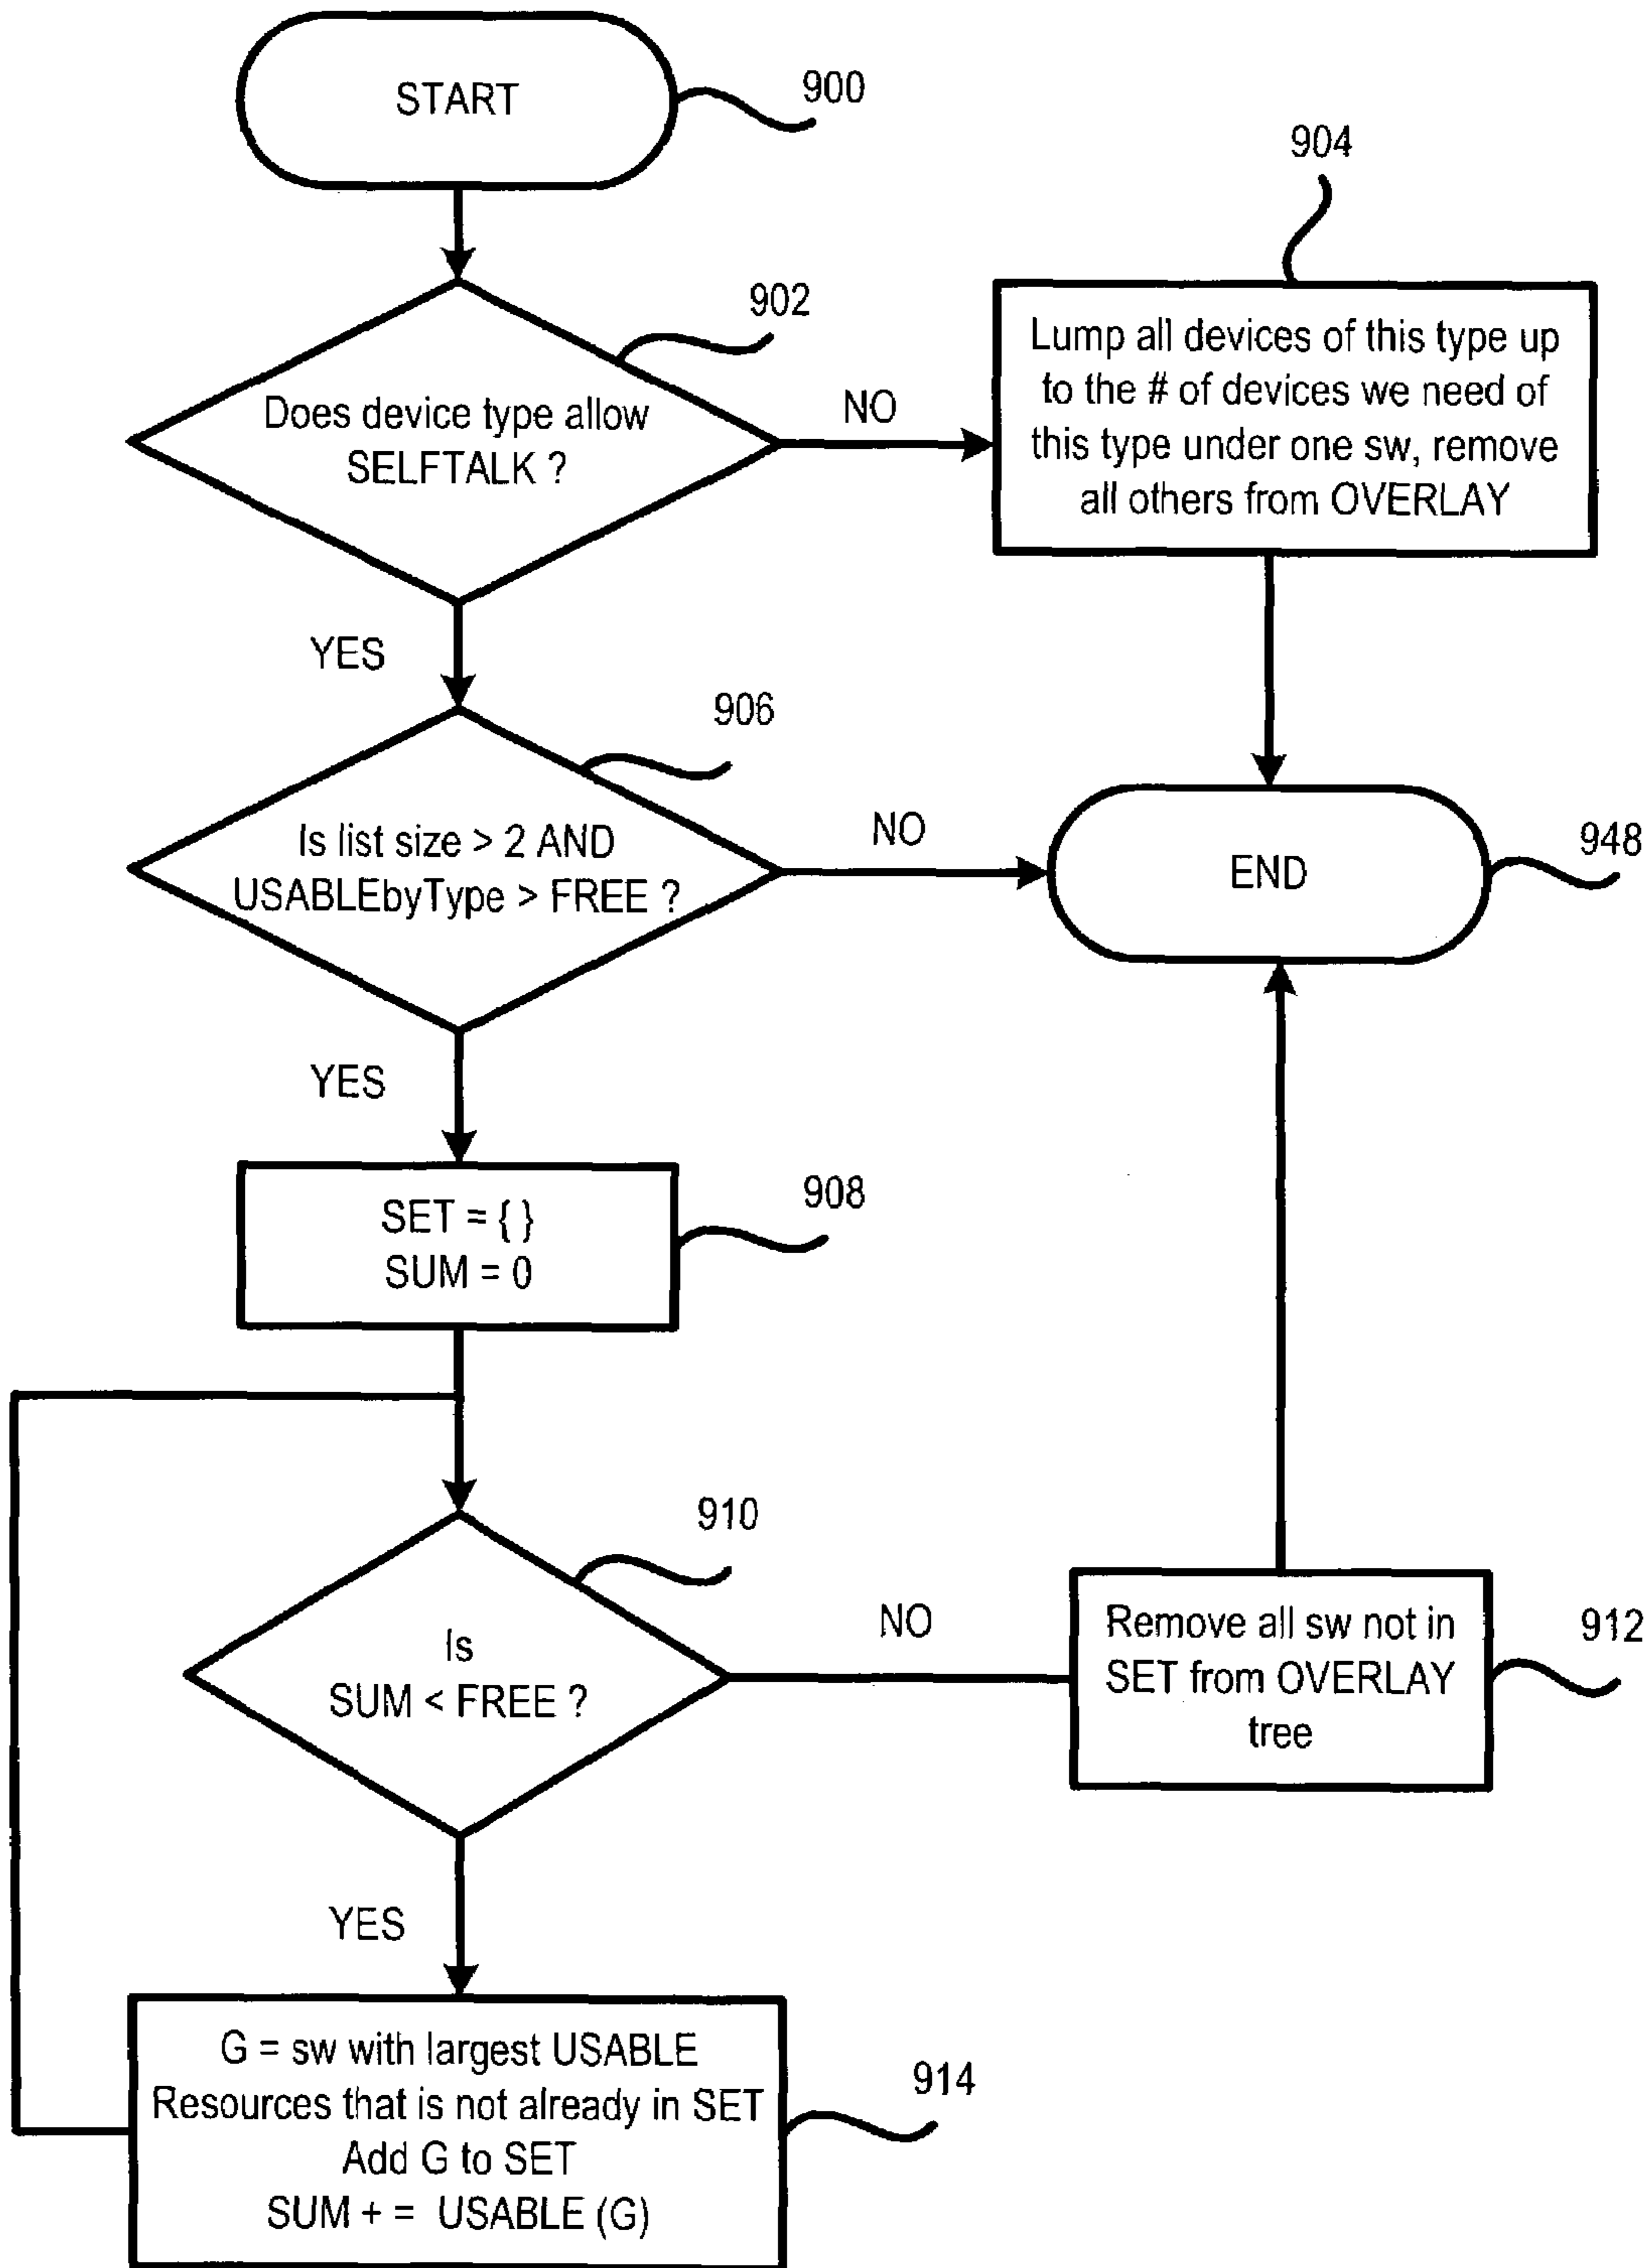 START
900
904
902
Does device type allow
SELFTALK ?
NO
Lump all devices of this type up
to the # of devices we need of
this type under one sw, remove
all others from OVERLAY
YES
906
Is list size > 2 AND
USABLEbyType > FREE ?
NO
END
948
YES
SET = { }
SUM = 0
908
910
Is
SUM < FREE ?
NO
Remove all sw not in
SET from OVERLAY
tree
912
YES
G = sw with largest USABLE
Resources that is not already in SET
Add G to SET
SUM + = USABLE (G)
914